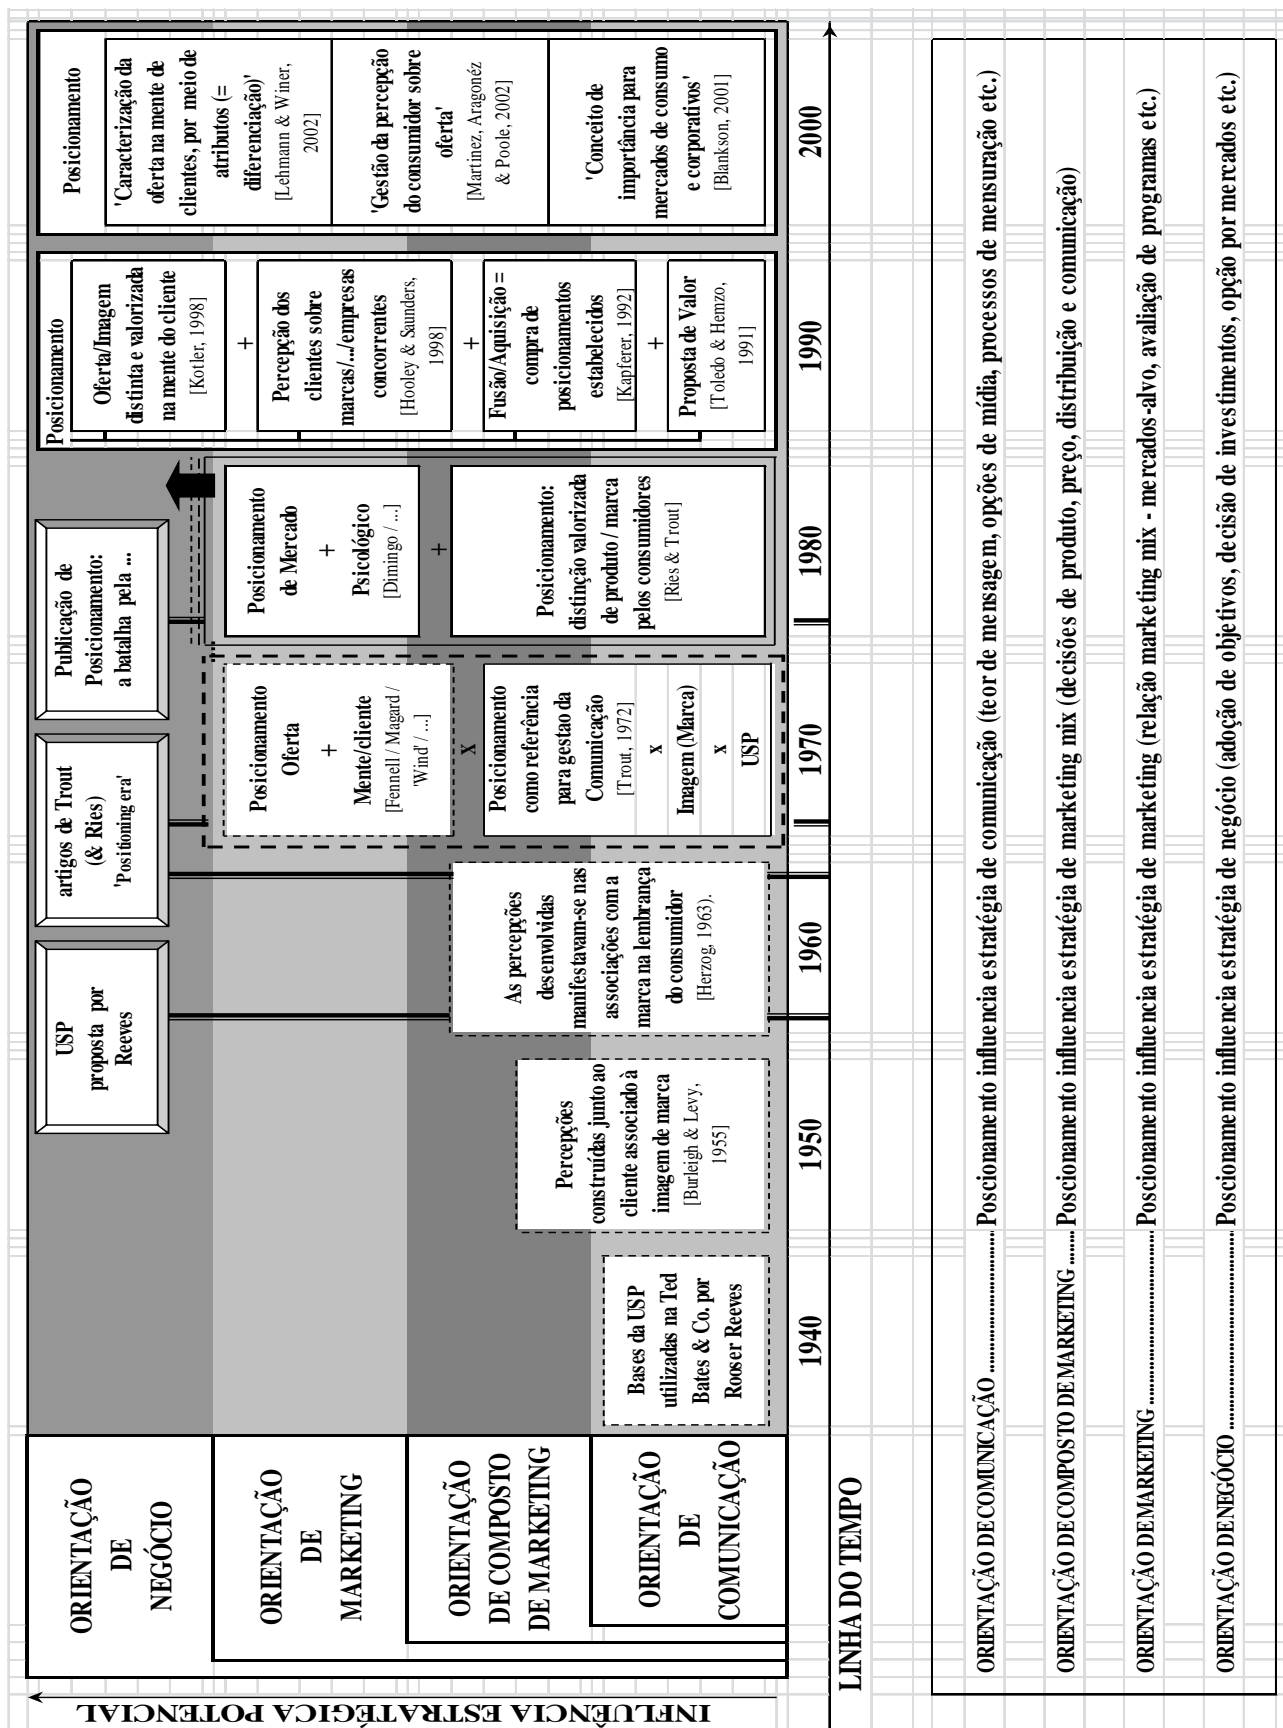 INFLUÊNCIA ESTRATÉGICA POTENCIAL
ORIENTAÇÃO
DE
NEGÓCIO
ORIENTAÇÃO
DE
MARKETING
ORIENTAÇÃO
DE COMPOSTO
DE MARKETING
ORIENTAÇÃO
DE
COMUNICAÇÃO
USP
proposta por
Reeves
artigos de Trout
(& Ries)
'Positioning era'
Publicação de
Posicionamento:
a batalha pela ...
Bases da USP
utilizadas na Ted
Bates & Co. por
Rooser Reeves
Percepções
construídas junto ao
cliente associado à
imagem de marca
[Burleigh & Levy,
1955]
As percepções
desenvolvidas
manifestavam-se nas
associações com a
marca na lembrança
do consumidor
[Herzog, 1963).
Posicionamento
Oferta
+
Mente/cliente
[Fennell / Magard /
'Wind' / ...]
x
Posicionamento
como referência
para gestao da
Comunicação
[Trout, 1972]
x
Imagem (Marca)
x
USP
Posicionamento
de Mercado
+
Psicológico
[Dimingo / ...]
+
Posicionamento:
distinção valorizada
de produto / marca
pelos consumidores
[Ries & Trout]
Posicionamento
Oferta/Imagem
distinta e valorizada
na mente do cliente
[Kotler, 1998]
+
Percepção dos
clientes sobre
marcas/.../empresas
concorrentes
[Hooley & Saunders,
1998]
+
Fusão/Aquisição =
compra de
posicionamentos
estabelecidos
[Kapferer, 1992]
+
Proposta de Valor
[Toledo & Hemzo,
1991]
Posicionamento
'Caracterização da
oferta na mente de
clientes, por meio de
atributos (=
diferenciação)'
[Lehmann & Winer,
2002]
'Gestão da percepção
do consumidor sobre
oferta'
[Martinez, Aragonéz
& Poole, 2002]
'Conceito de
importância para
mercados de consumo
e corporativos'
[Blankson, 2001]
1940 1950 1960 1970 1980 1990 2000
LINHA DO TEMPO
ORIENTAÇÃO DE COMUNICAÇÃO ........................ Poscionamento influencia estratégia de comunicação (teor de mensagem, opções de mídia, processos de mensuração etc.)
ORIENTAÇÃO DE COMPOSTO DE MARKETING ....... Poscionamento influencia estratégia de marketing mix (decisões de produto, preço, distribuição e comunicação)
ORIENTAÇÃO DE MARKETING ........................................ Poscionamento influencia estratégia de marketing (relação marketing mix - mercados-alvo, avaliação de programas etc.)
ORIENTAÇÃO DE NEGÓCIO ............................................. Poscionamento influencia estratégia de negócio (adoção de objetivos, decisão de investimentos, opção por mercados etc.)